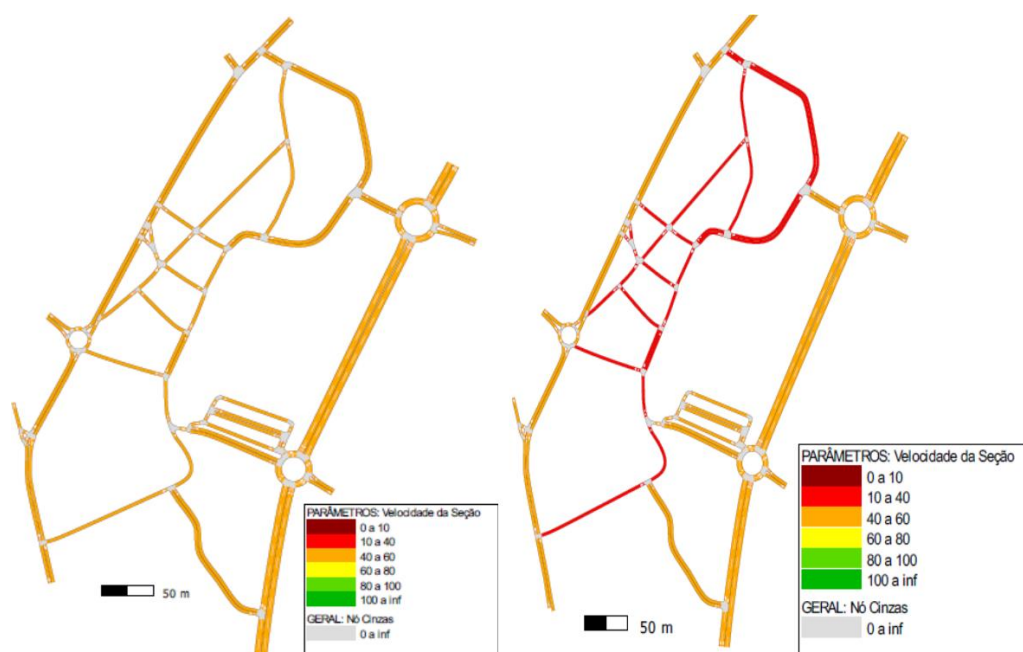 PARÂMETROS: Velocidade da Seção
0 a 10
10 a 40
40 a 60
60 a 80
80 a 100
100 a inf
GERAL: Nó Cinzas
0 a inf
50 m
PARÂMETROS: Velocidade da Seção
0 a 10
10 a 40
40 a 60
60 a 80
80 a 100
100 a inf
GERAL: Nó Cinzas
0 a inf
50 m